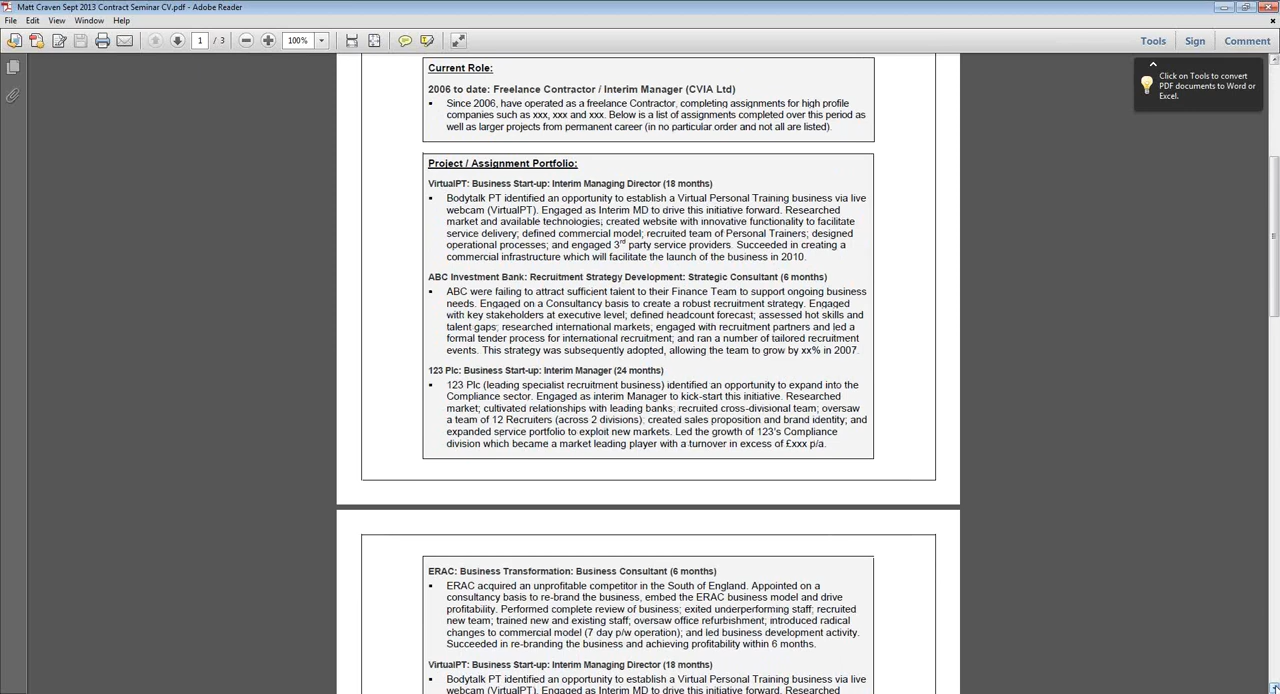 Matt Craven Sept 2013 Contract Seminar CV.pdf - Adobe Reader
File Edit View Window Help
1 / 3 100% Tools Sign Comment
Click on Tools to convert
PDF documents to Word or
Excel.
Current Role:
2006 to date: Freelance Contractor / Interim Manager (CVIA Ltd)
▪ Since 2006, have operated as a freelance Contractor, completing assignments for high profile
companies such as xxx, xxx and xxx. Below is a list of assignments completed over this period as
well as larger projects from permanent career (in no particular order and not all are listed).
Project / Assignment Portfolio:
VirtualPT: Business Start-up: Interim Managing Director (18 months)
▪ Bodytalk PT identified an opportunity to establish a Virtual Personal Training business via live
webcam (VirtualPT). Engaged as Interim MD to drive this initiative forward. Researched
market and available technologies; created website with innovative functionality to facilitate
service delivery; defined commercial model; recruited team of Personal Trainers; designed
operational processes; and engaged 3rd party service providers. Succeeded in creating a
commercial infrastructure which will facilitate the launch of the business in 2010.
ABC Investment Bank: Recruitment Strategy Development: Strategic Consultant (6 months)
▪ ABC were failing to attract sufficient talent to their Finance Team to support ongoing business
needs. Engaged on a Consultancy basis to create a robust recruitment strategy. Engaged
with key stakeholders at executive level; defined headcount forecast; assessed hot skills and
talent gaps; researched international markets; engaged with recruitment partners and led a
formal tender process for international recruitment; and ran a number of tailored recruitment
events. This strategy was subsequently adopted, allowing the team to grow by xx% in 2007.
123 Plc: Business Start-up: Interim Manager (24 months)
▪ 123 Plc (leading specialist recruitment business) identified an opportunity to expand into the
Compliance sector. Engaged as interim Manager to kick-start this initiative. Researched
market; cultivated relationships with leading banks; recruited cross-divisional team; oversaw
a team of 12 Recruiters (across 2 divisions); created sales proposition and brand identity; and
expanded service portfolio to exploit new markets. Led the growth of 123's Compliance
division which became a market leading player with a turnover in excess of £xxx p/a.
ERAC: Business Transformation: Business Consultant (6 months)
▪ ERAC acquired an unprofitable competitor in the South of England. Appointed on a
consultancy basis to re-brand the business, embed the ERAC business model and drive
profitability. Performed complete review of business; exited underperforming staff; recruited
new team; trained new and existing staff; oversaw office refurbishment, introduced radical
changes to commercial model (7 day p/w operation); and led business development activity.
Succeeded in re-branding the business and achieving profitability within 6 months.
VirtualPT: Business Start-up: Interim Managing Director (18 months)
▪ Bodytalk PT identified an opportunity to establish a Virtual Personal Training business via live
webcam (VirtualPT). Engaged as Interim MD to drive this initiative forward. Researched